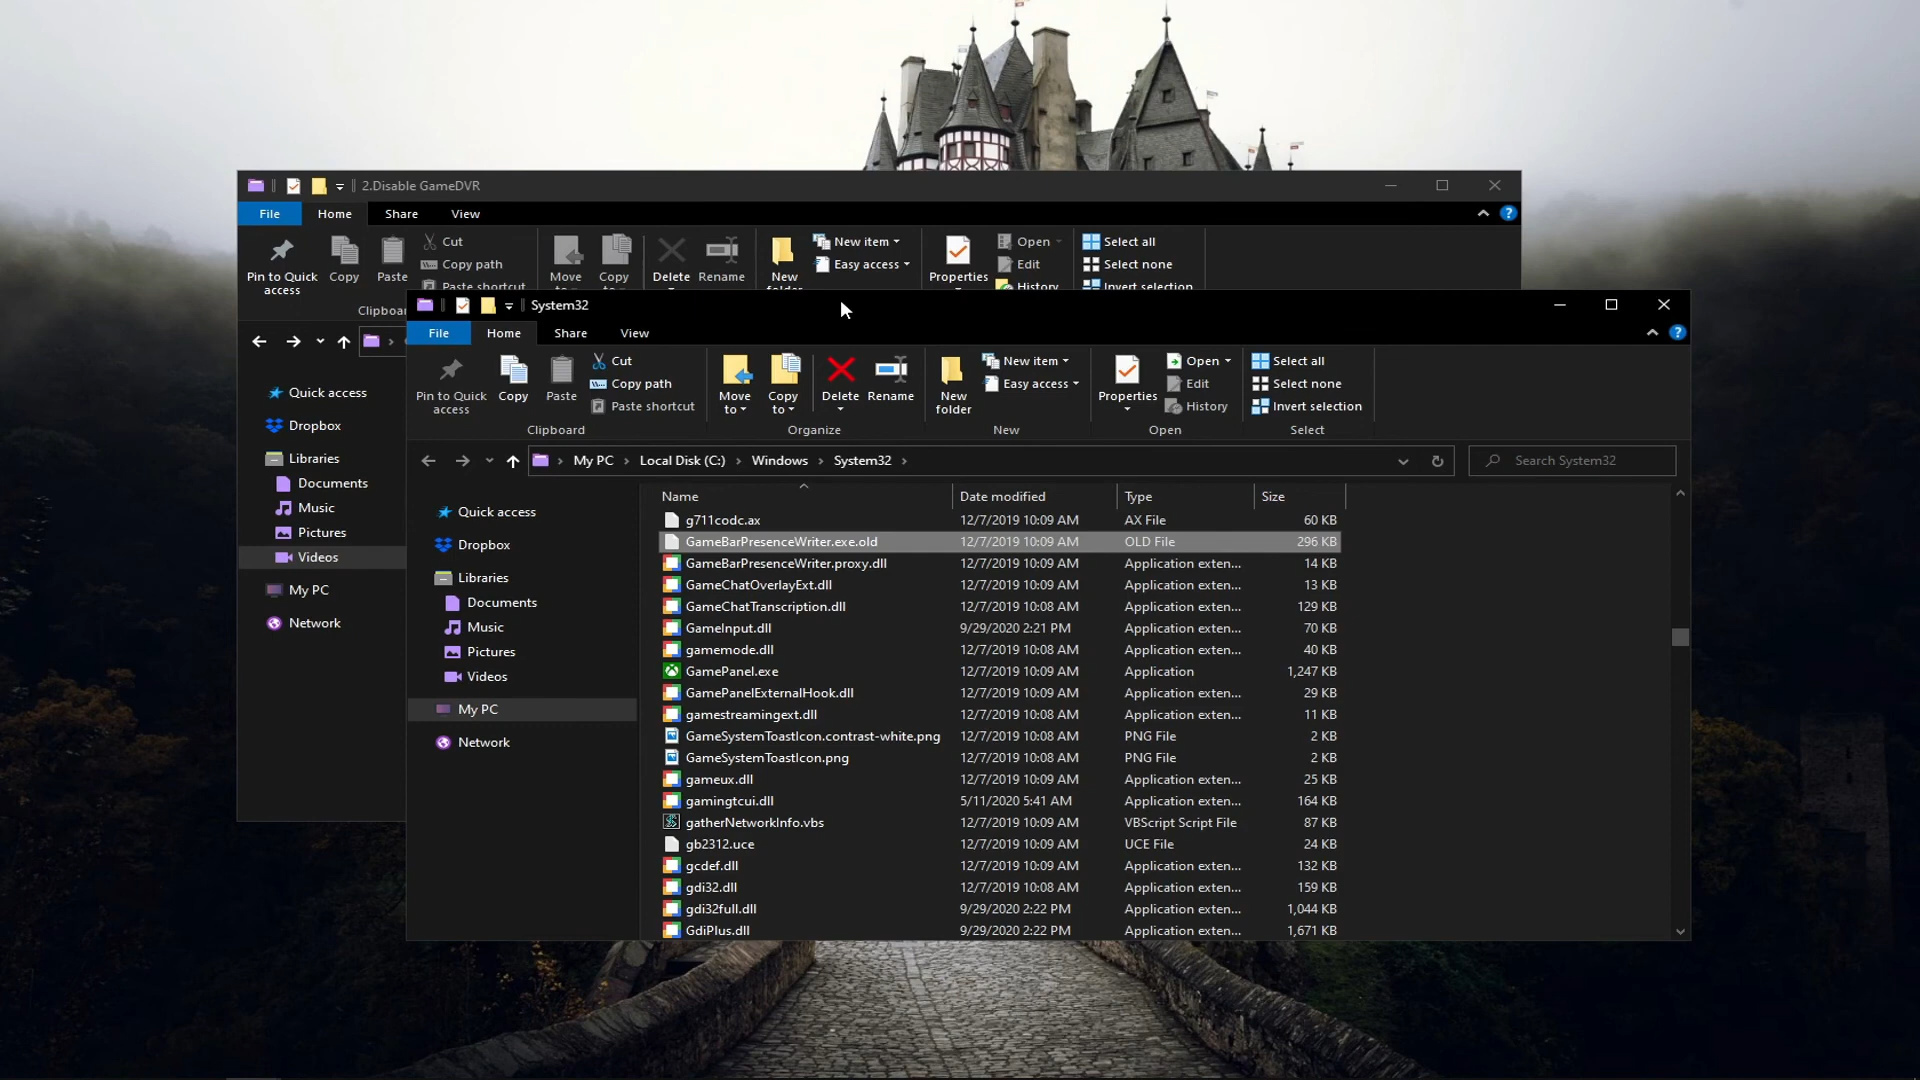 2.Disable GameDVR
File Home Share View
Pin to Quick access
Copy
Paste
Cut
Copy path
Paste shortcut
Move to
Copy to
Delete
Rename
New folder
New item
Easy access
Properties
Open
Edit
History
Select all
Select none
Invert selection
Clipboar
Quick access
Dropbox
Libraries
Documents
Music
Pictures
Videos
My PC
Network
System32
File Home Share View
Pin to Quick access
Copy
Paste
Cut
Copy path
Paste shortcut
Move to
Copy to
Delete
Rename
New folder
New item
Easy access
Properties
Open
Edit
History
Select all
Select none
Invert selection
Clipboard Organize New Open Select
My PC Local Disk (C:) Windows System32
Search System32
Quick access
Dropbox
Libraries
Documents
Music
Pictures
Videos
My PC
Network
Name Date modified Type Size
g711codc.ax 12/7/2019 10:09 AM AX File 60 KB
GameBarPresenceWriter.exe.old 12/7/2019 10:09 AM OLD File 296 KB
GameBarPresenceWriter.proxy.dll 12/7/2019 10:09 AM Application exten... 14 KB
GameChatOverlayExt.dll 12/7/2019 10:09 AM Application exten... 13 KB
GameChatTranscription.dll 12/7/2019 10:08 AM Application exten... 129 KB
GameInput.dll 9/29/2020 2:21 PM Application exten... 70 KB
gamemode.dll 12/7/2019 10:08 AM Application exten... 40 KB
GamePanel.exe 12/7/2019 10:09 AM Application 1,247 KB
GamePanelExternalHook.dll 12/7/2019 10:09 AM Application exten... 29 KB
gamestreamingext.dll 12/7/2019 10:08 AM Application exten... 11 KB
GameSystemToastIcon.contrast-white.png 12/7/2019 10:08 AM PNG File 2 KB
GameSystemToastIcon.png 12/7/2019 10:08 AM PNG File 2 KB
gameux.dll 12/7/2019 10:09 AM Application exten... 25 KB
gamingtcui.dll 5/11/2020 5:41 AM Application exten... 164 KB
gatherNetworkInfo.vbs 12/7/2019 10:09 AM VBScript Script File 87 KB
gb2312.uce 12/7/2019 10:09 AM UCE File 24 KB
gcdef.dll 12/7/2019 10:09 AM Application exten... 132 KB
gdi32.dll 12/7/2019 10:08 AM Application exten... 159 KB
gdi32full.dll 9/29/2020 2:22 PM Application exten... 1,044 KB
GdiPlus.dll 9/29/2020 2:22 PM Application exten... 1,671 KB